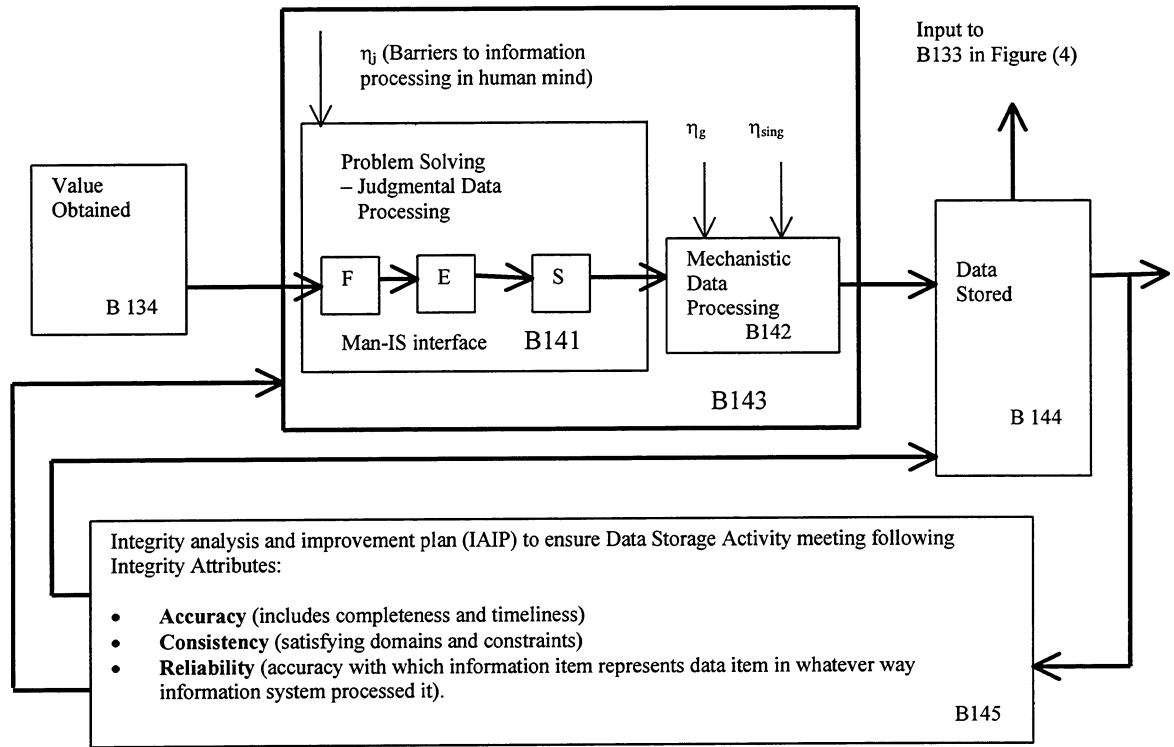 Input to
B133 in Figure (4)
ηj (Barriers to information
processing in human mind)
ηg
ηsing
Value
Obtained
B 134
Problem Solving
– Judgmental Data
Processing
F
E
S
Man-IS interface
B141
Mechanistic
Data
Processing
B142
B143
Data
Stored
B 144
Integrity analysis and improvement plan (IAIP) to ensure Data Storage Activity meeting following
Integrity Attributes:
• Accuracy (includes completeness and timeliness)
• Consistency (satisfying domains and constraints)
• Reliability (accuracy with which information item represents data item in whatever way
information system processed it).
B145